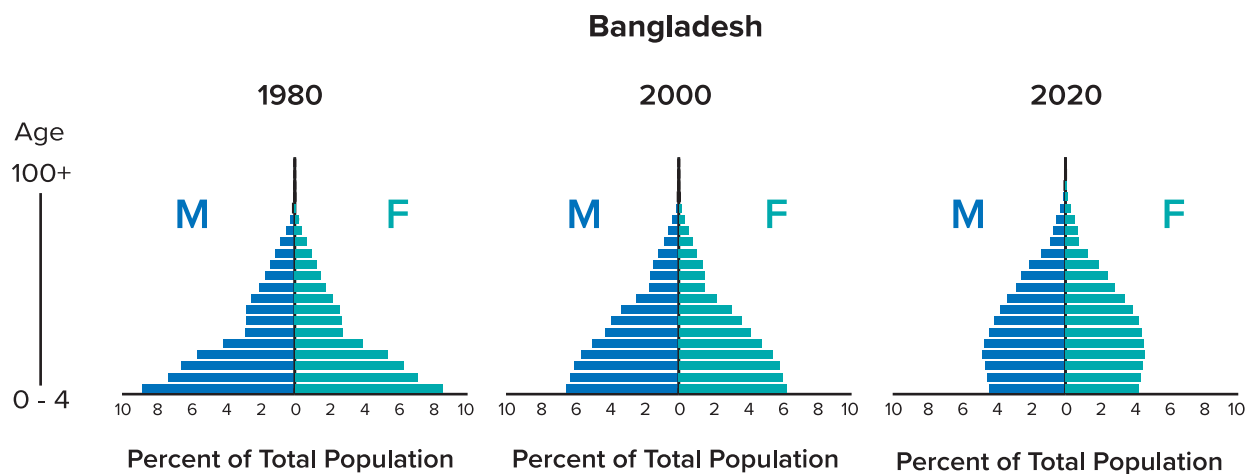 Bangladesh
1980 2000 2020
Age
100+
M F M F M F
0 - 4
10 8 6 4 2 0 2 4 6 8 10 10 8 6 4 2 0 2 4 6 8 10 10 8 6 4 2 0 2 4 6 8 10
Percent of Total Population Percent of Total Population Percent of Total Population